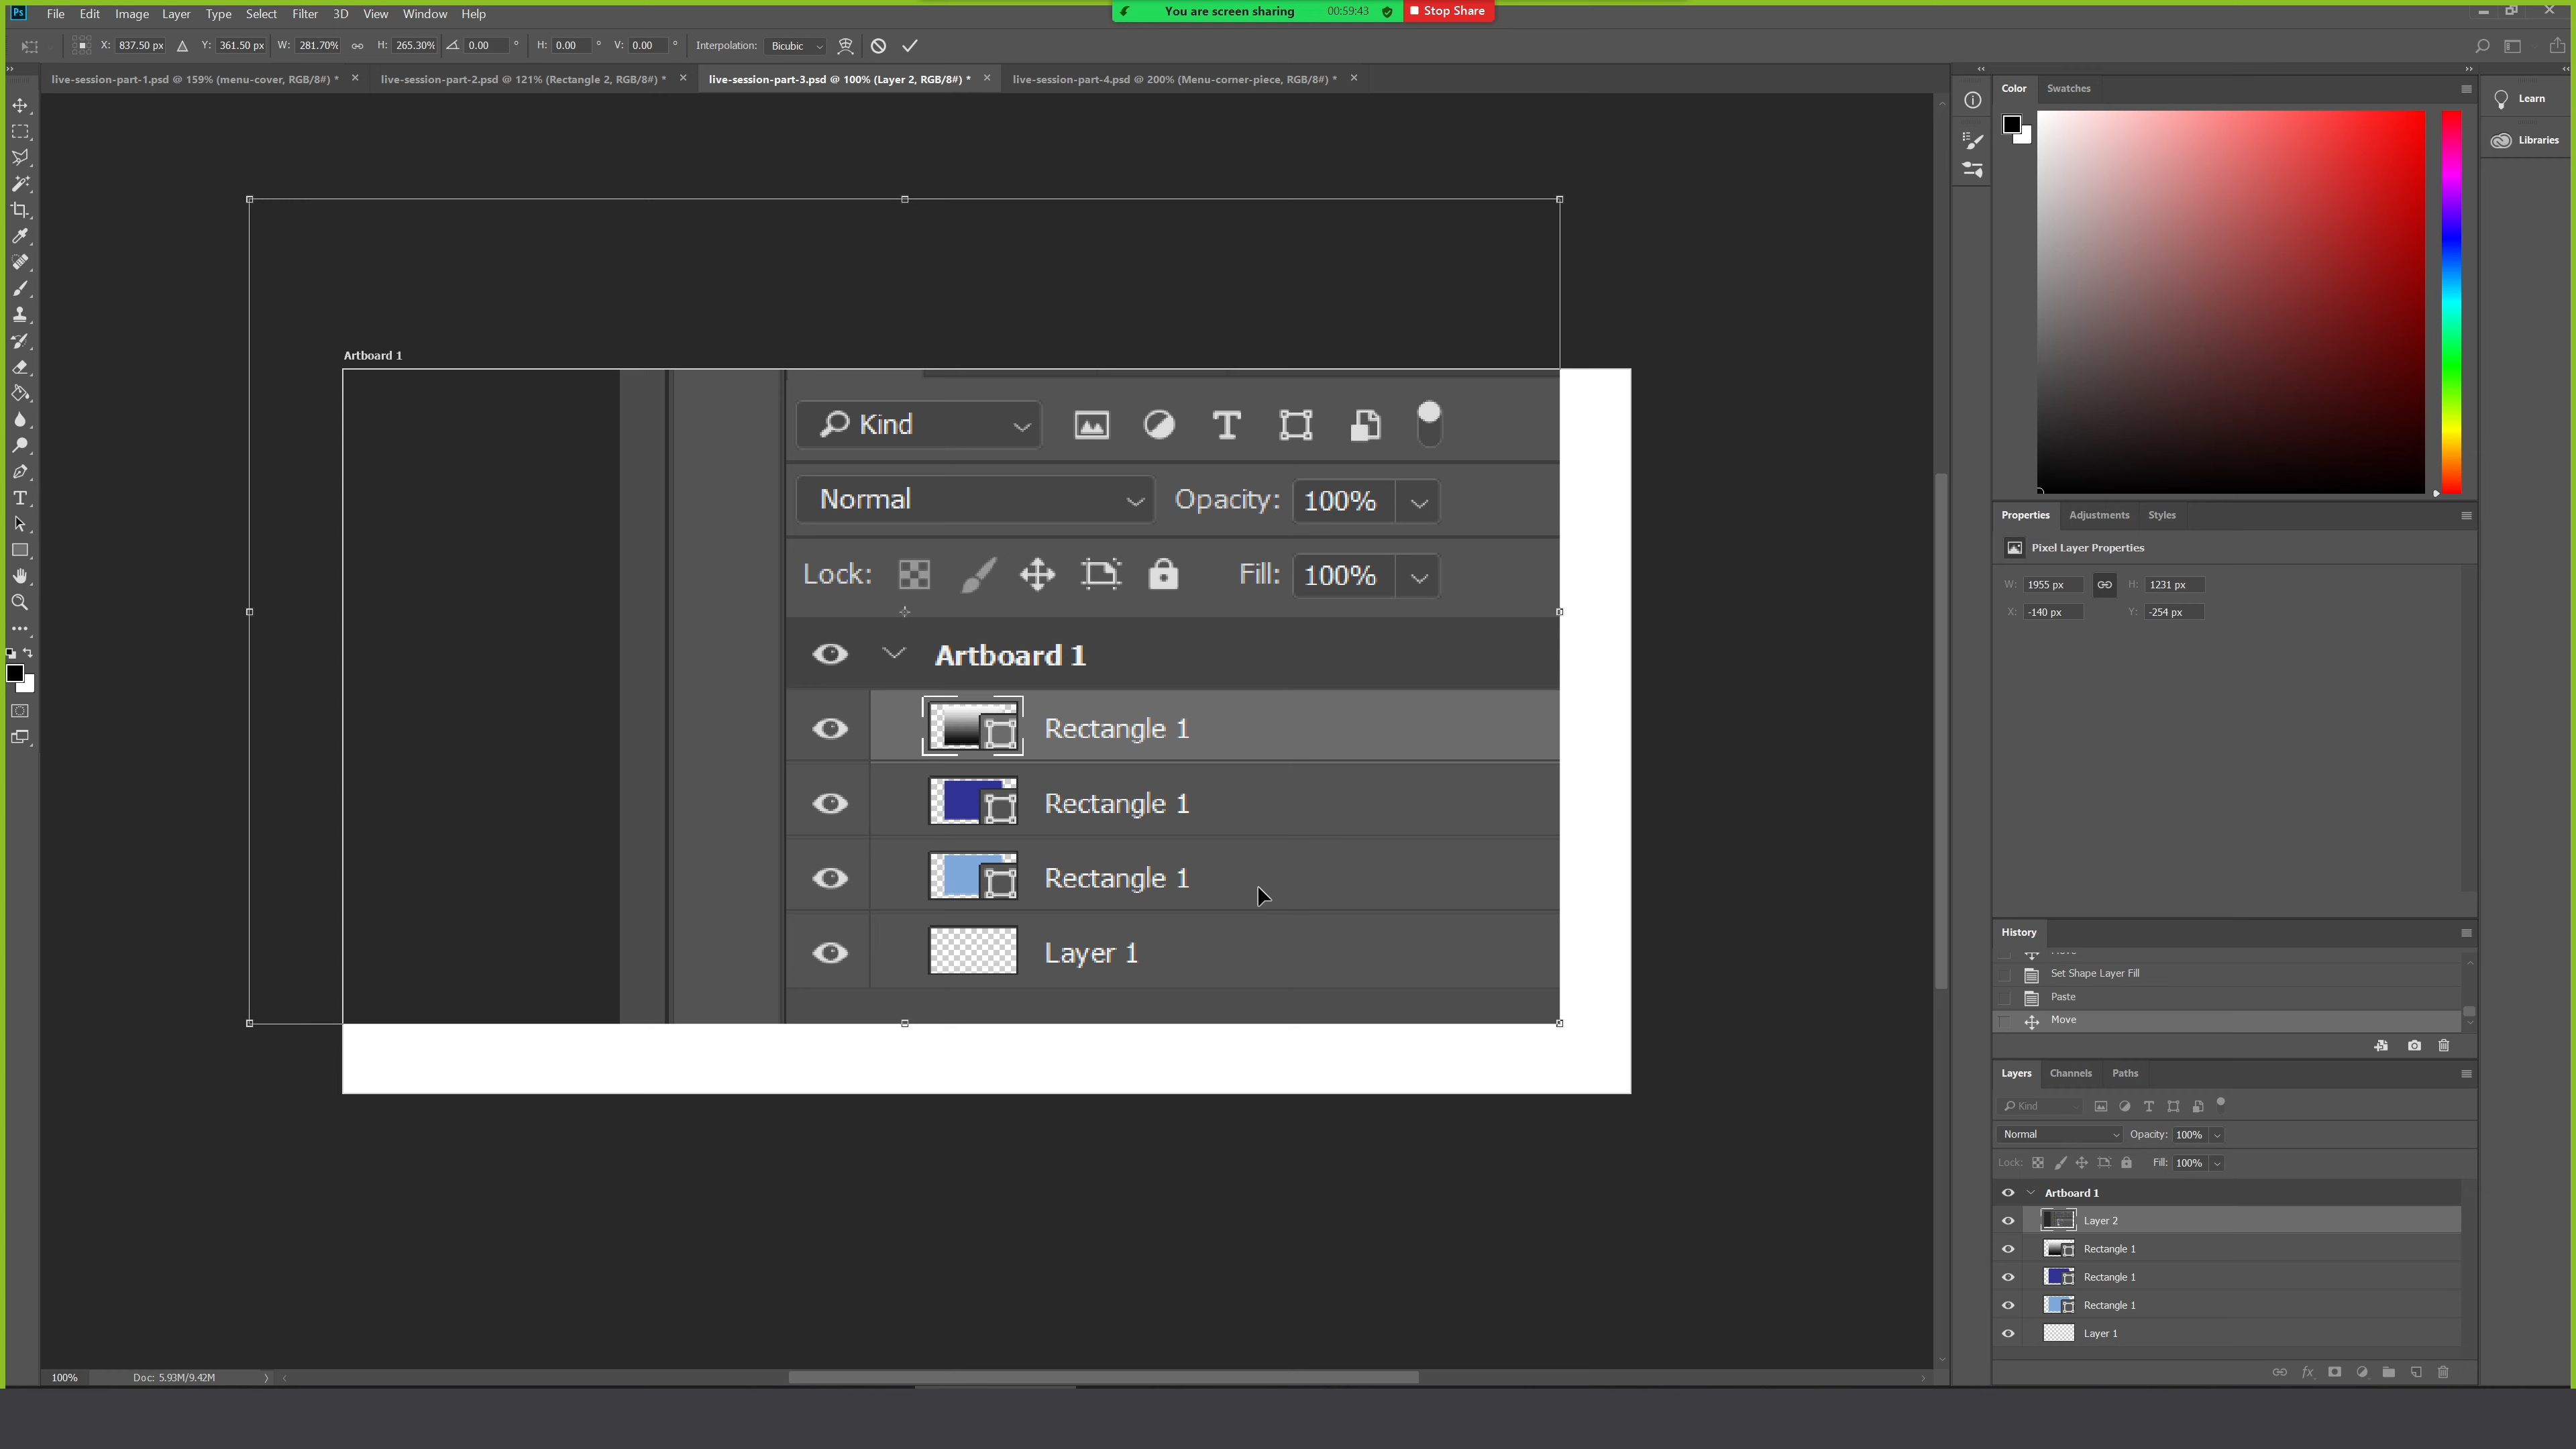 Ps File Edit Image Layer Type Select Filter 3D View Window Help
You are screen sharing 00:59:43 Stop Share
X: 837.50 px Y: 361.50 px W: 281.70% H: 265.30% 0.00 ° H: 0.00 ° V: 0.00 ° Interpolation: Bicubic
live-session-part-1.psd @ 159% (menu-cover, RGB/8#) * live-session-part-2.psd @ 121% (Rectangle 2, RGB/8#) * live-session-part-3.psd @ 100% (Layer 2, RGB/8#) * live-session-part-4.psd @ 200% (Menu-corner-piece, RGB/8#) *
Artboard 1
Kind
Normal Opacity: 100%
Lock: Fill: 100%
Artboard 1
Rectangle 1
Rectangle 1
Rectangle 1
Layer 1
100% Doc: 5.93M/9.42M
Color Swatches
Learn
Libraries
Properties Adjustments Styles
Pixel Layer Properties
W: 1955 px H: 1231 px
X: -140 px Y: -254 px
History
Set Shape Layer Fill
Paste
Move
Layers Channels Paths
Kind
Normal Opacity: 100%
Lock: Fill: 100%
Artboard 1
Layer 2
Rectangle 1
Rectangle 1
Rectangle 1
Layer 1
fx